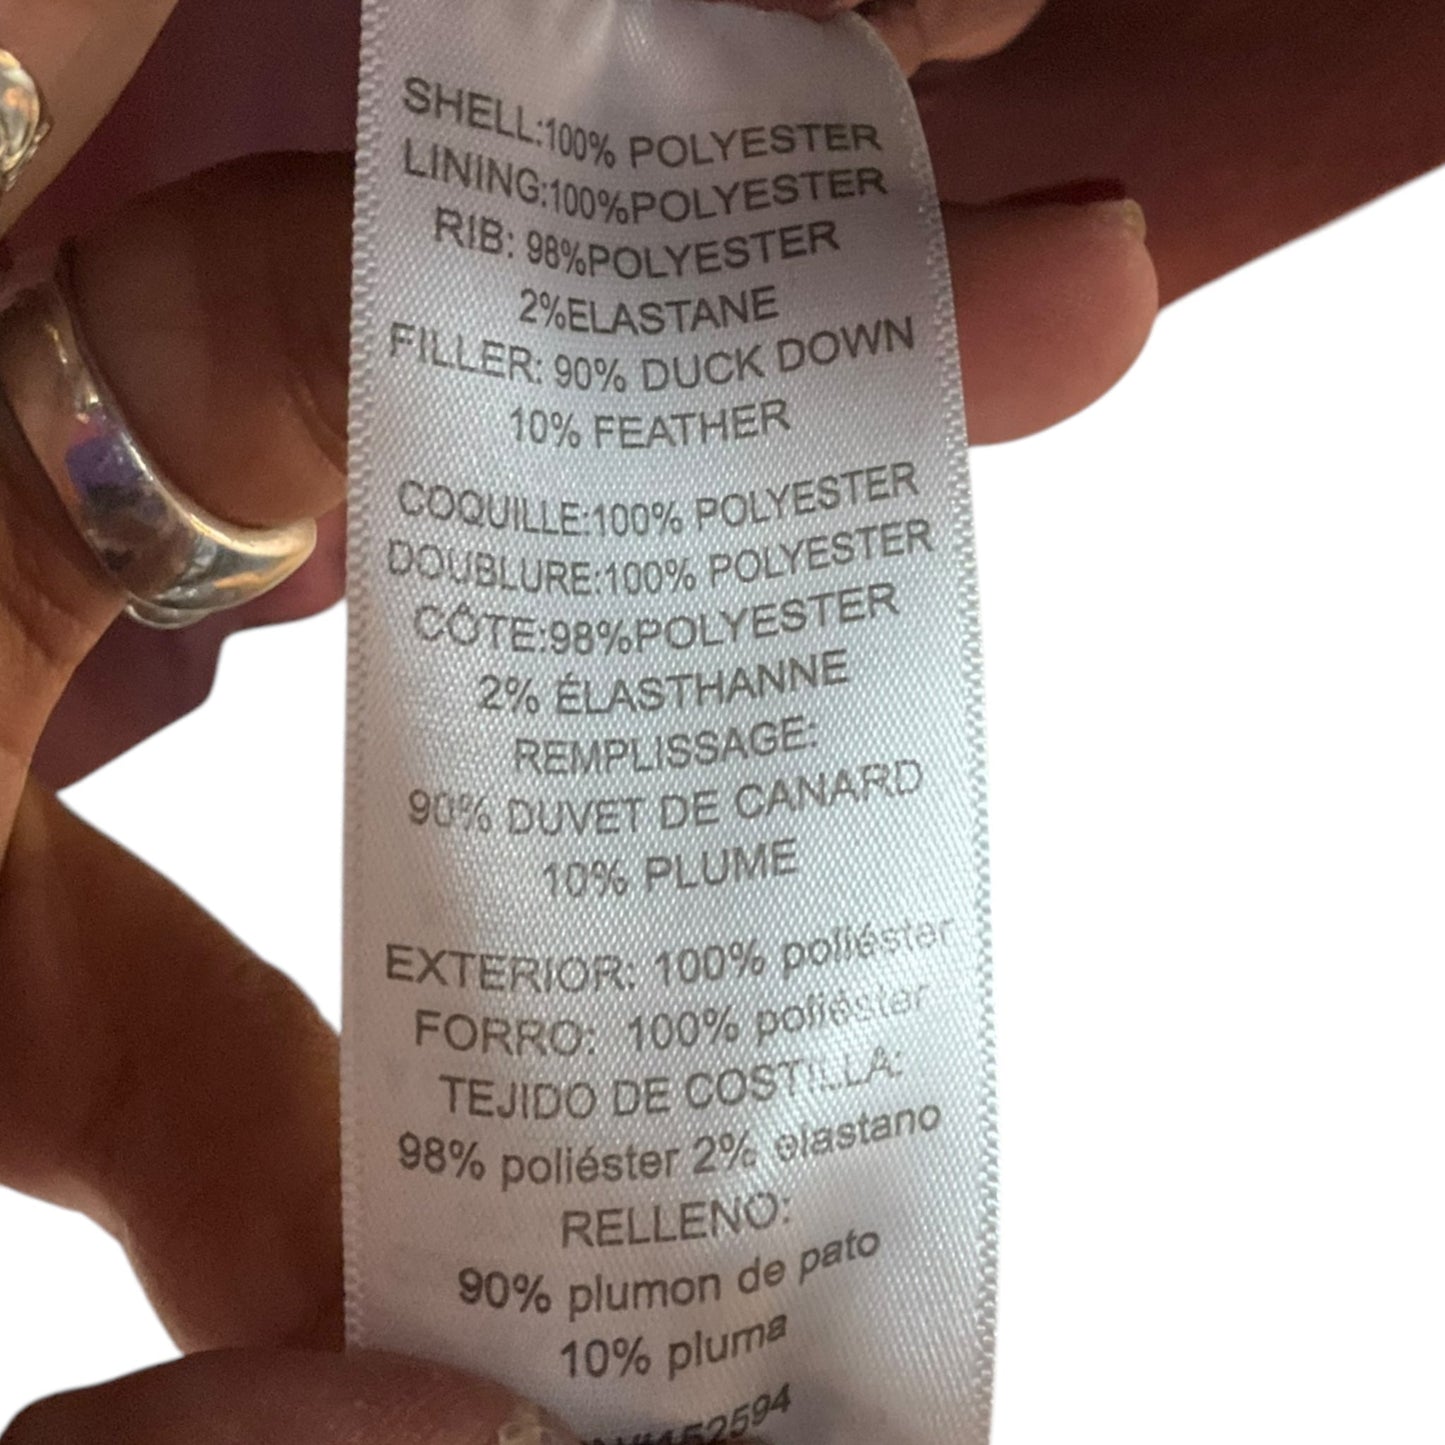 SHELL:100% POLYESTER
LINING:100%POLYESTER
RIB: 98%POLYESTER
2%ELASTANE
FILLER: 90% DUCK DOWN
10% FEATHER
COQUILLE:100% POLYESTER
DOUBLURE:100% POLYESTER
CÔTE:98%POLYESTER
2% ÉLASTHANNE
REMPLISSAGE:
90% DUVET DE CANARD
10% PLUME
EXTERIOR: 100% poliéster
FORRO: 100% poliéster
TEJIDO DE COSTILLA:
98% poliéster 2% elastano
RELLENO:
90% plumon de pato
10% pluma